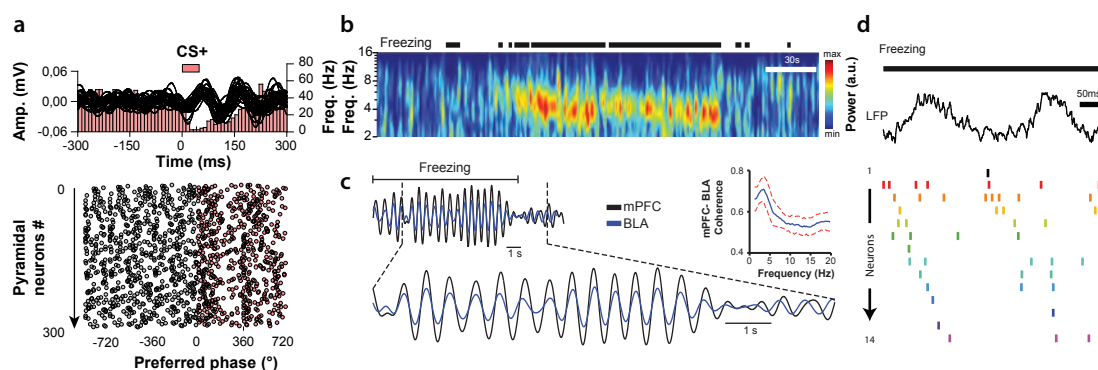 a
CS+
Amp. (mV)
0,06
0,00
-0,06
80
60
40
20
0
Freq. (Hz)
-300
-150
0
150
300
Time (ms)
Pyramidal
neurons #
0
300
-720
-360
0
360
720
Preferred phase (°)
b
Freezing
Freq. (Hz)
16
8
4
2
30s
max
min
Power (a.u.)
c
Freezing
mPFC
BLA
1 s
1 s
mPFC- BLA
Coherence
0.8
0.6
0.4
0
5
10
15
20
Frequency (Hz)
d
Freezing
50ms
LFP
1
Neurons
14